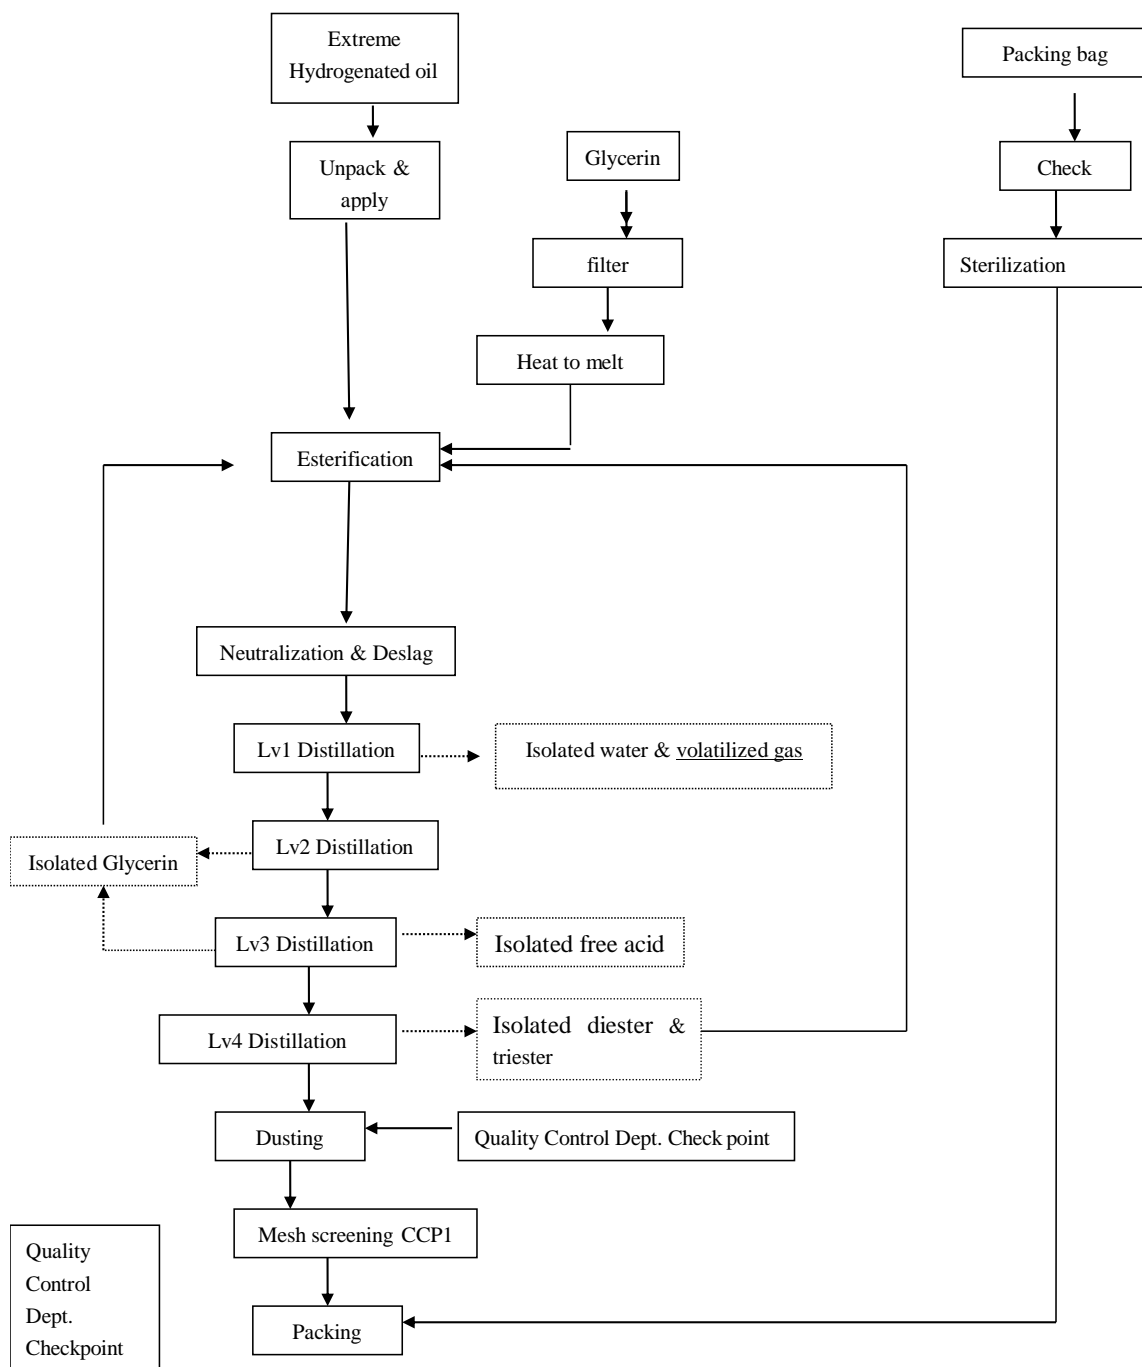 Extreme
Hydrogenated oil
Packing bag
Unpack &
apply
Glycerin
Check
filter
Sterilization
Heat to melt
Esterification
Neutralization & Deslag
Lv1 Distillation
Isolated water & volatilized gas
Lv2 Distillation
Isolated Glycerin
Lv3 Distillation
Isolated free acid
Lv4 Distillation
Isolated diester &
triester
Dusting
Quality Control Dept. Check point
Mesh screening CCP1
Quality
Control
Dept.
Checkpoint
Packing